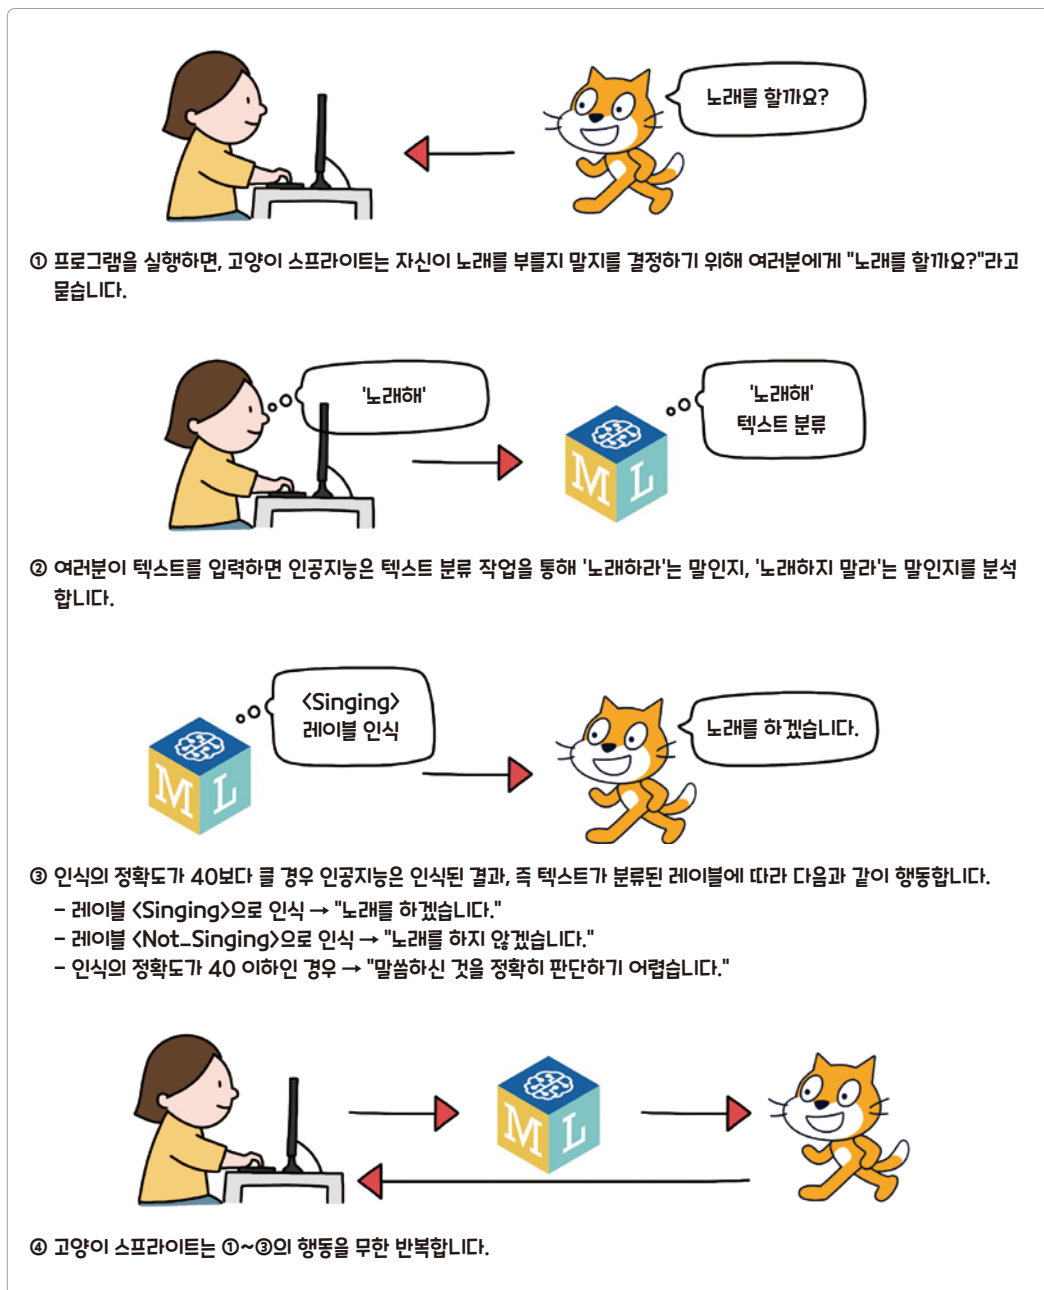 노래를 할까요?
① 프로그램을 실행하면, 고양이 스프라이트는 자신이 노래를 부를지 말지를 결정하기 위해 여러분에게 "노래를 할까요?"라고
묻습니다.
'노래해'
'노래해'
텍스트 분류
M L
② 여러분이 텍스트를 입력하면 인공지능은 텍스트 분류 작업을 통해 '노래하라'는 말인지, '노래하지 말라'는 말인지를 분석
합니다.
<Singing>
레이블 인식
노래를 하겠습니다.
M L
③ 인식의 정확도가 40보다 클 경우 인공지능은 인식된 결과, 즉 텍스트가 분류된 레이블에 따라 다음과 같이 행동합니다.
- 레이블 <Singing>으로 인식 → "노래를 하겠습니다."
- 레이블 <Not_Singing>으로 인식 → "노래를 하지 않겠습니다."
- 인식의 정확도가 40 이하인 경우 → "말씀하신 것을 정확히 판단하기 어렵습니다."
M L
④ 고양이 스프라이트는 ①~③의 행동을 무한 반복합니다.